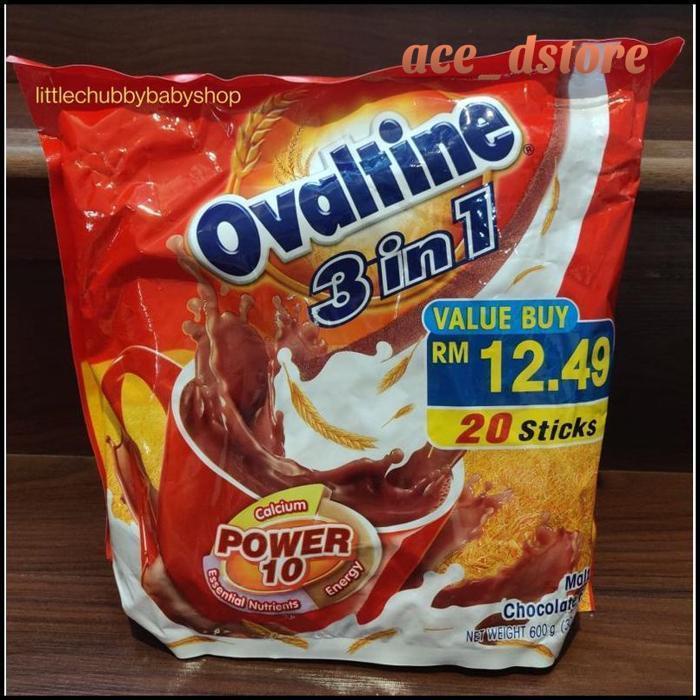 ace_dstore
littlechubbybabyshop
Ovaltine®
3 in 1
VALUE BUY
RM 12.49
20 Sticks
Calcium
POWER
10
Energy
Essential Nutrients
Chocolate
NET WEIGHT 600 g